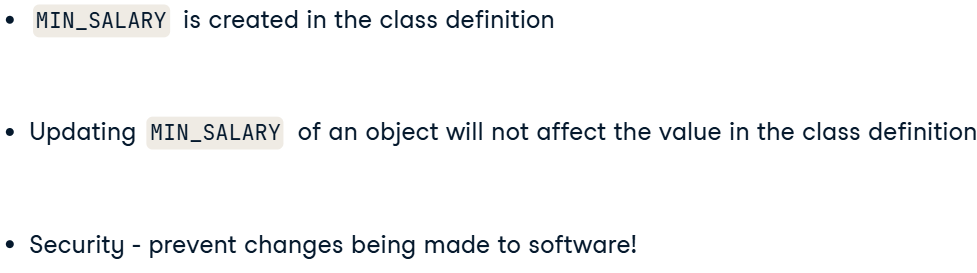 • MIN_SALARY is created in the class definition
• Updating MIN_SALARY of an object will not affect the value in the class definition
• Security - prevent changes being made to software!